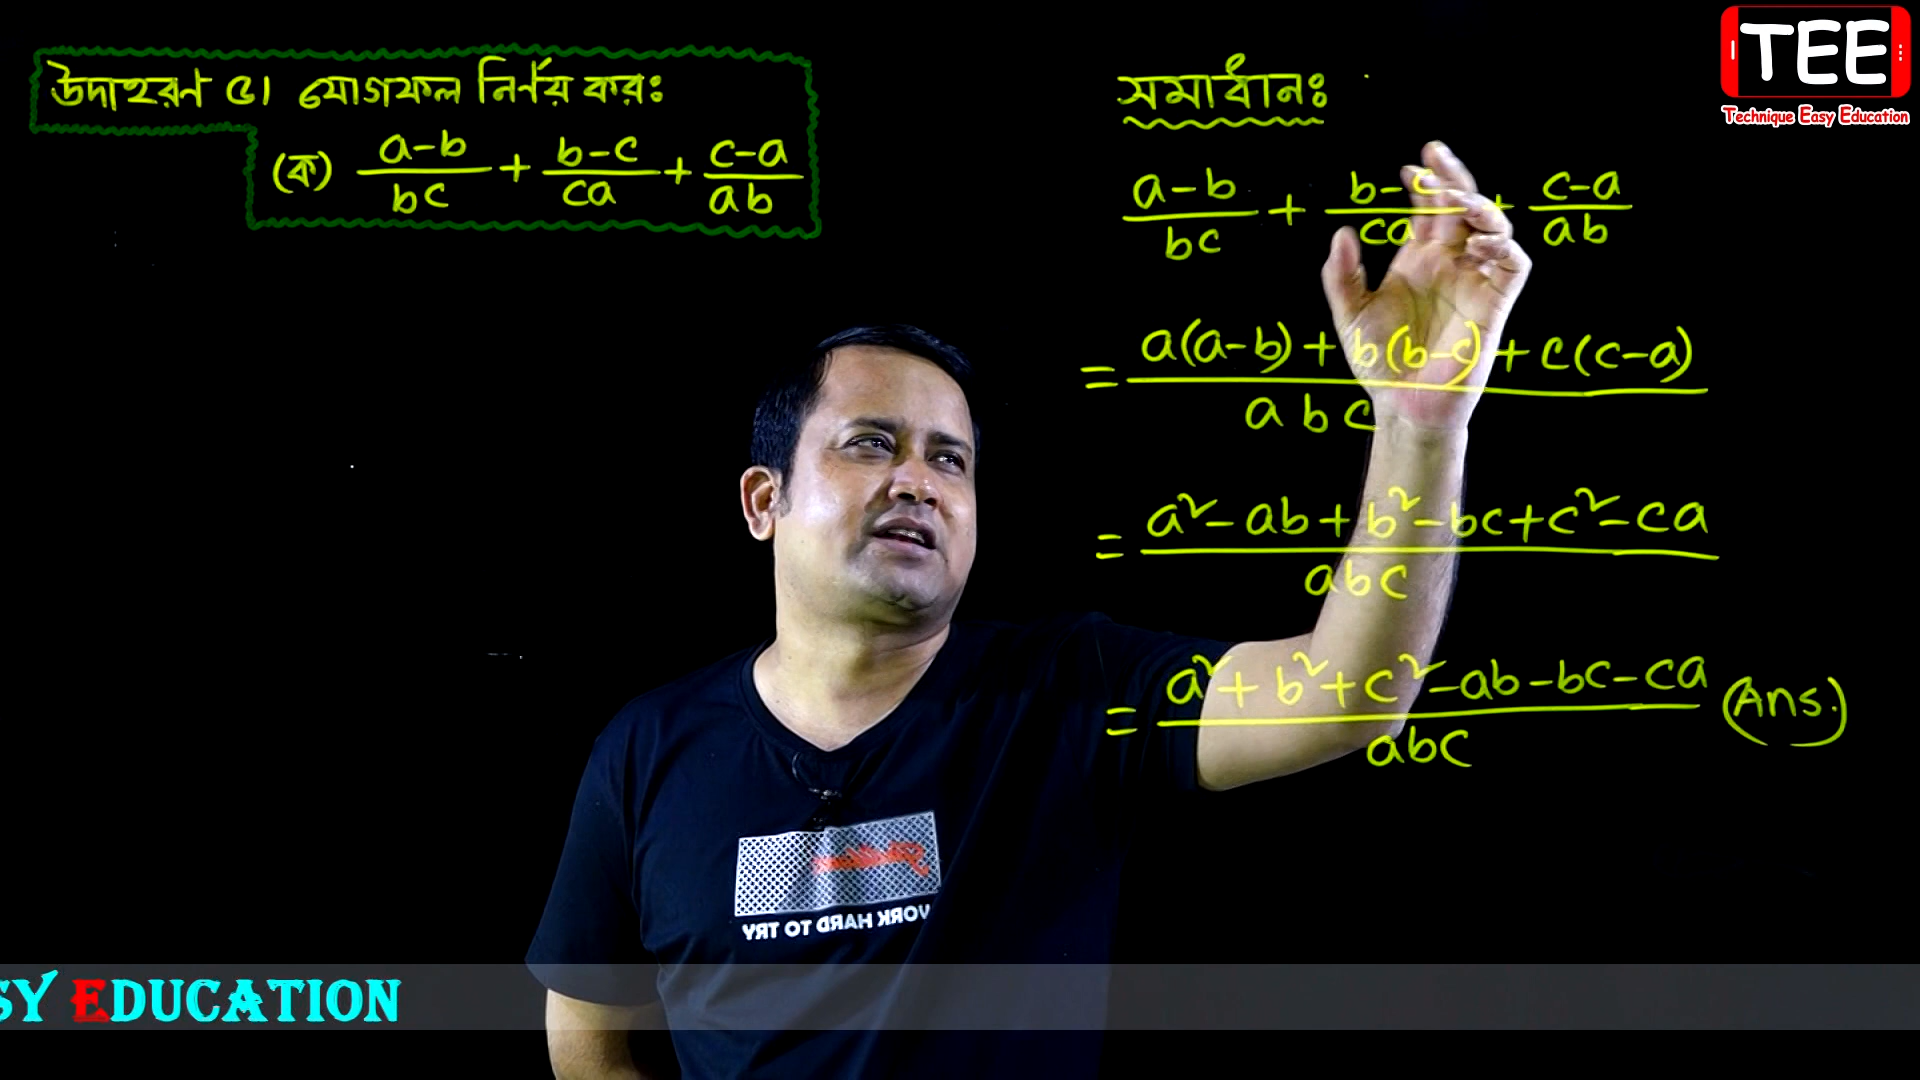 উদাহরণ ৫। যোগফল নির্ণয় করঃ
(ক) (a-b)/(bc) + (b-c)/(ca) + (c-a)/(ab)
সমাধানঃ
(a-b)/(bc) + (b-c)/(ca) + (c-a)/(ab)
= (a(a-b) + b(b-c) + c(c-a))/(abc)
= (a²-ab+b²-bc+c²-ca)/(abc)
= (a²+b²+c²-ab-bc-ca)/(abc) (Ans.)
TEE
Technique Easy Education
WORK HARD TO TRY
SY EDUCATION